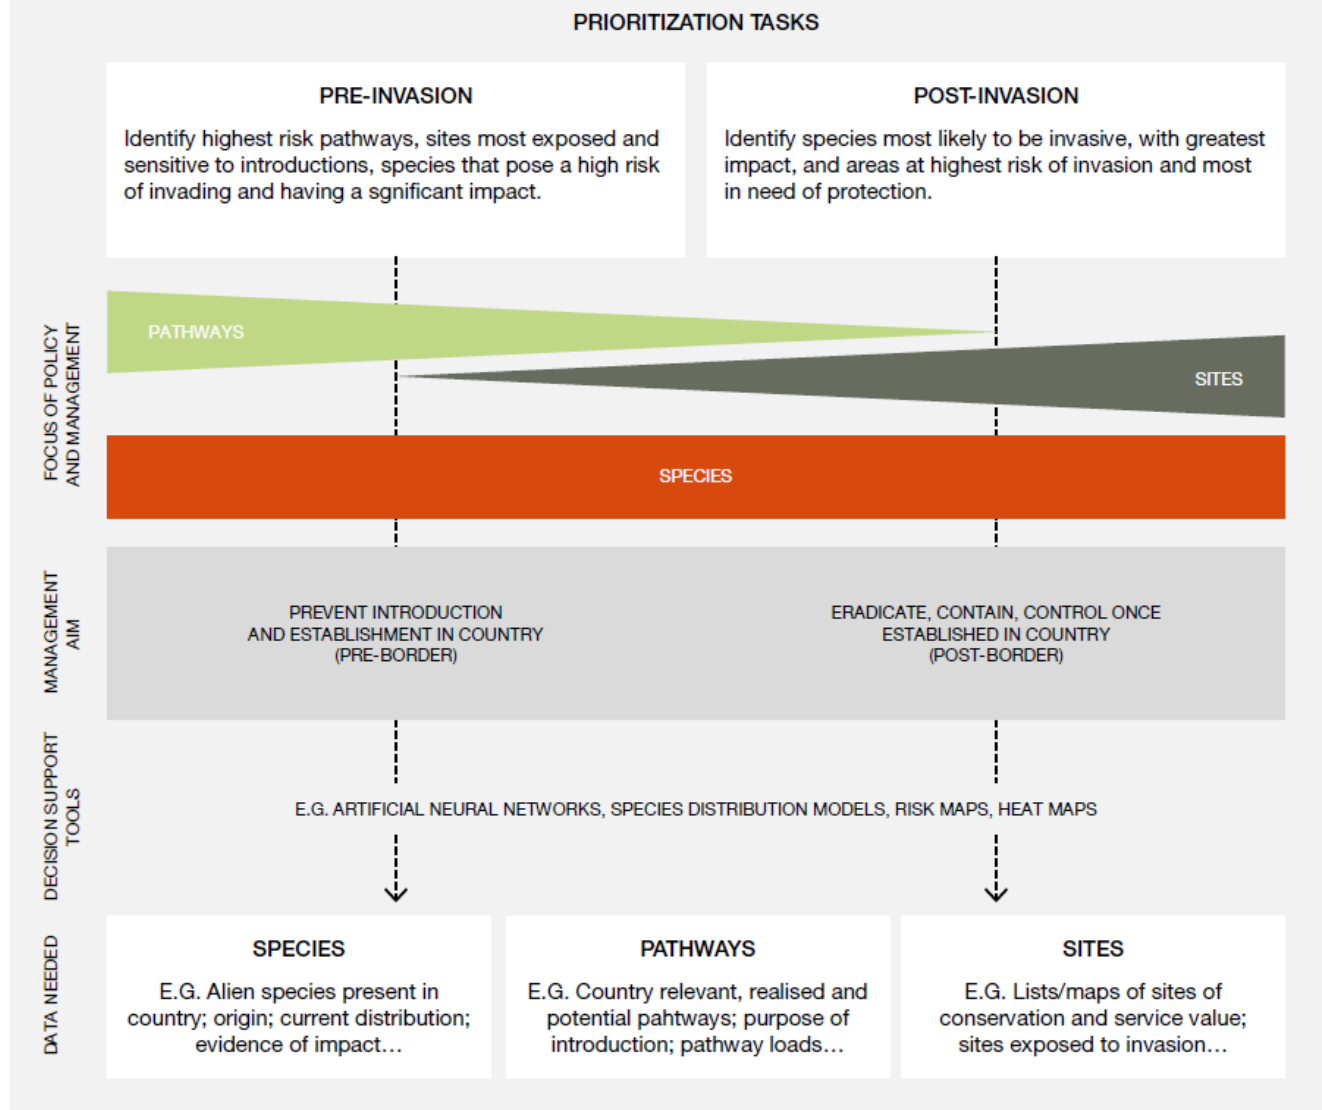 PRIORITIZATION TASKS
PRE-INVASION
Identify highest risk pathways, sites most exposed and
sensitive to introductions, species that pose a high risk
of invading and having a sgnificant impact.
POST-INVASION
Identify species most likely to be invasive, with greatest
impact, and areas at highest risk of invasion and most
in need of protection.
FOCUS OF POLICY
AND MANAGEMENT
PATHWAYS
SITES
SPECIES
MANAGEMENT
AIM
PREVENT INTRODUCTION
AND ESTABLISHMENT IN COUNTRY
(PRE-BORDER)
ERADICATE, CONTAIN, CONTROL ONCE
ESTABLISHED IN COUNTRY
(POST-BORDER)
DECISION SUPPORT
TOOLS
E.G. ARTIFICIAL NEURAL NETWORKS, SPECIES DISTRIBUTION MODELS, RISK MAPS, HEAT MAPS
DATA NEEDED
SPECIES
E.G. Alien species present in
country; origin; current distribution;
evidence of impact...
PATHWAYS
E.G. Country relevant, realised and
potential pahtways; purpose of
introduction; pathway loads...
SITES
E.G. Lists/maps of sites of
conservation and service value;
sites exposed to invasion...